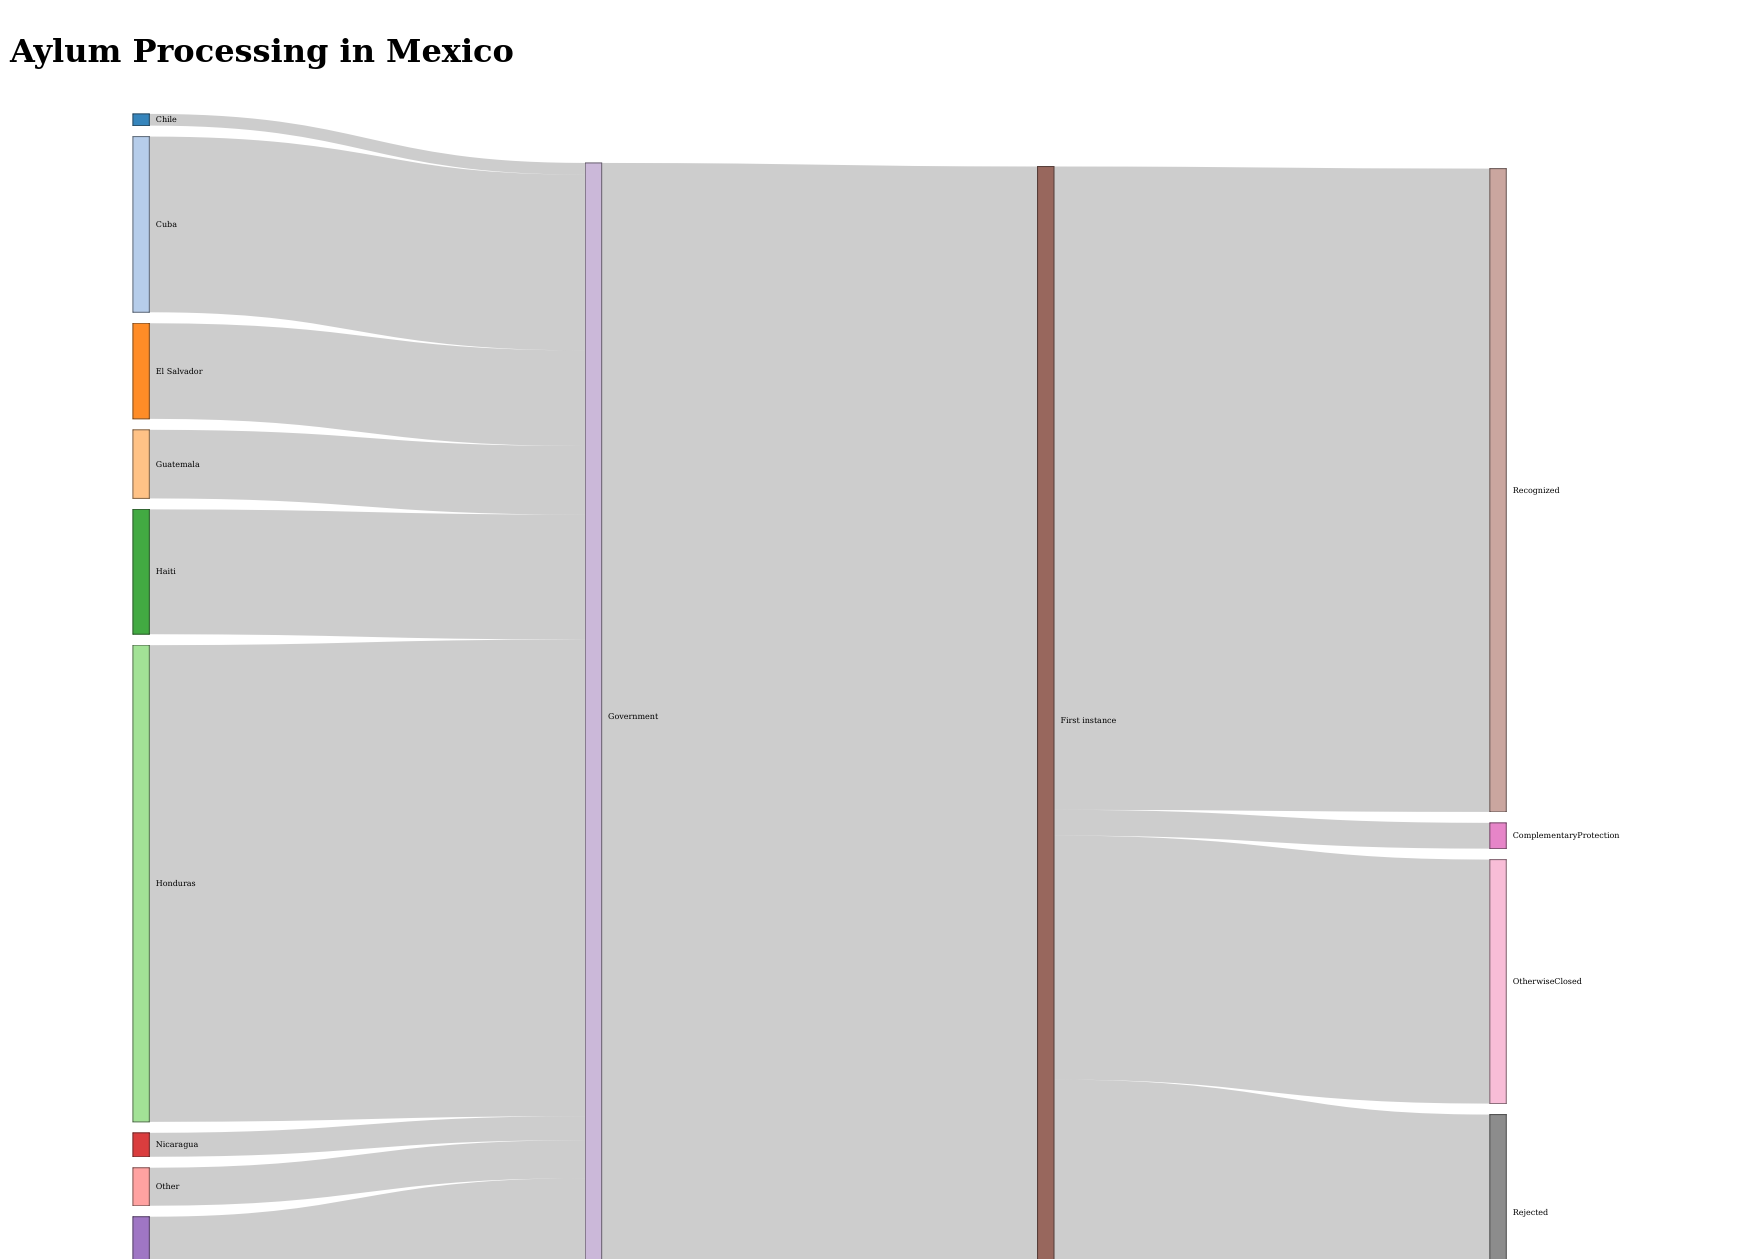 Aylum Processing in Mexico
Chile
Cuba
El Salvador
Guatemala
Haiti
Honduras
Nicaragua
Other
Government
First instance
Recognized
ComplementaryProtection
OtherwiseClosed
Rejected